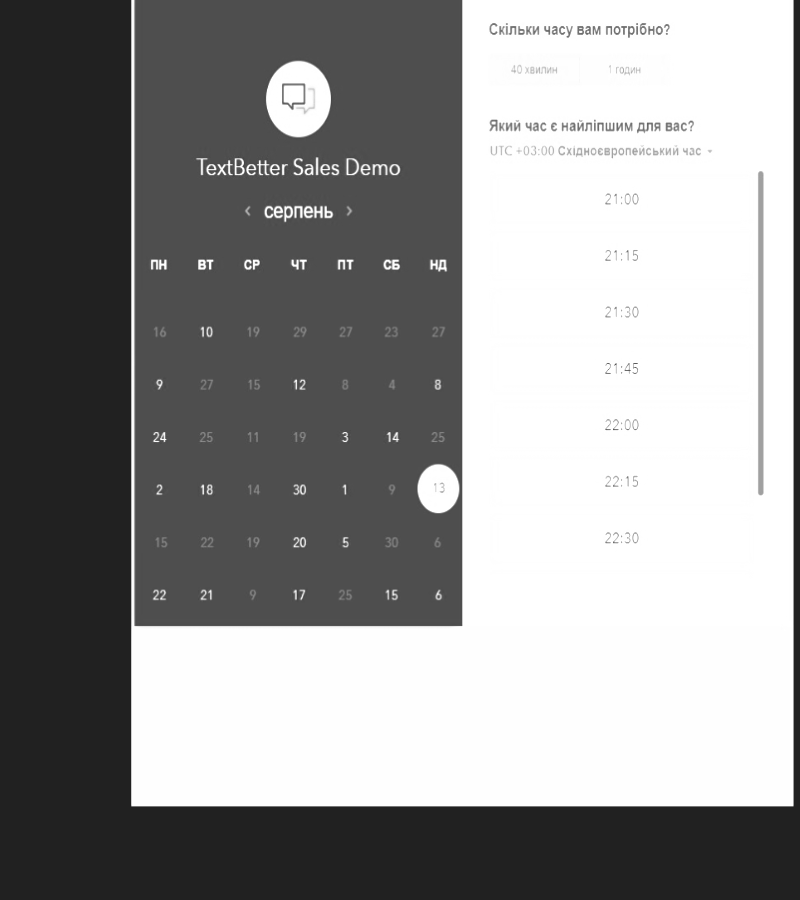 TextBetter Sales Demo
‹ серпень ›
ПН ВТ СР ЧТ ПТ СБ НД
16 10 19 29 27 23 27
9 27 15 12 8 4 8
24 25 11 19 3 14 25
2 18 14 30 1 9 13
15 22 19 20 5 30 6
22 21 9 17 25 15 6
Скільки часу вам потрібно?
40 хвилин 1 годин
Який час є найліпшим для вас?
UTC +03:00 Східноєвропейський час
21:00
21:15
21:30
21:45
22:00
22:15
22:30